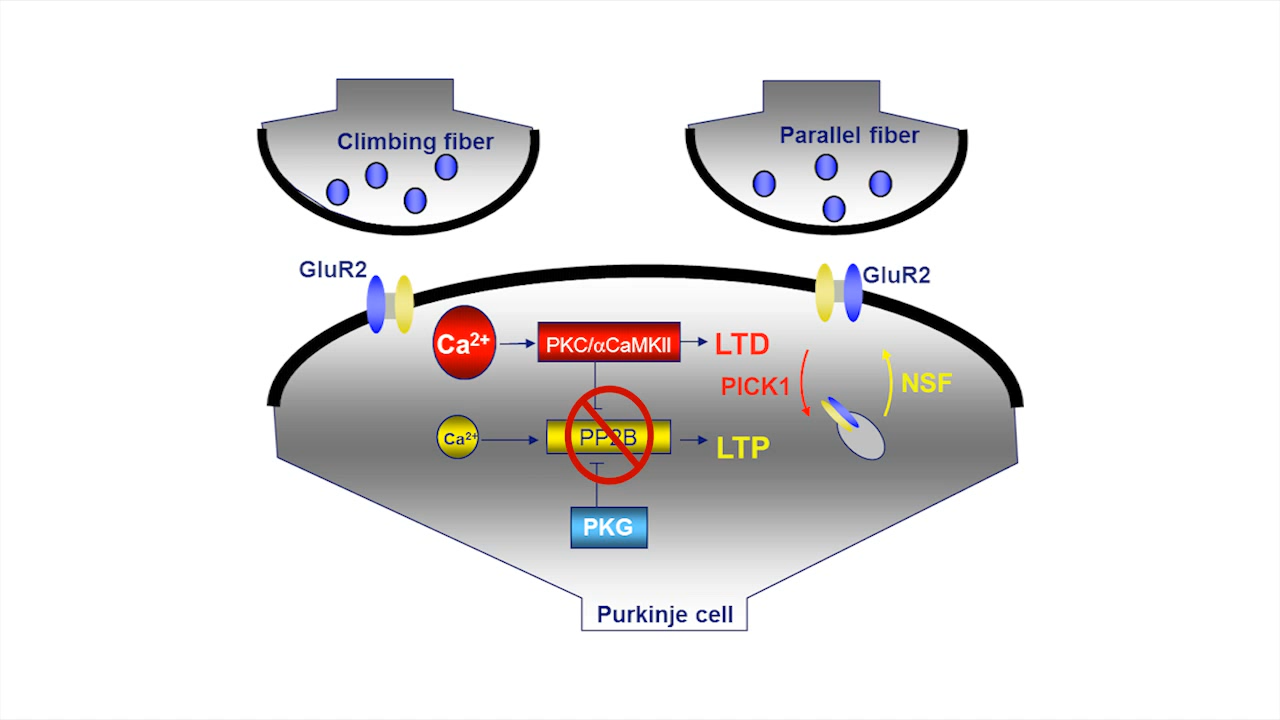 Climbing fiber
Parallel fiber
GluR2
GluR2
Ca²⁺
PKC/αCaMKII
LTD
PICK1
NSF
Ca²⁺
PP2B
LTP
PKG
Purkinje cell